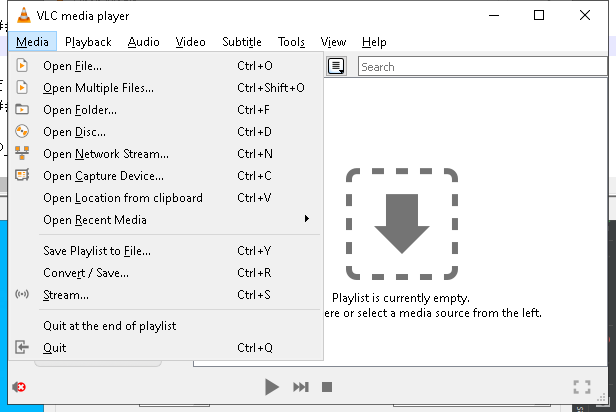 VLC media player
Media Playback Audio Video Subtitle Tools View Help
Open File... Ctrl+O
Open Multiple Files... Ctrl+Shift+O
Open Folder... Ctrl+F
Open Disc... Ctrl+D
Open Network Stream... Ctrl+N
Open Capture Device... Ctrl+C
Open Location from clipboard Ctrl+V
Open Recent Media
Save Playlist to File... Ctrl+Y
Convert / Save... Ctrl+R
Stream... Ctrl+S
Quit at the end of playlist
Quit Ctrl+Q
Search
Playlist is currently empty.
ere or select a media source from the left.